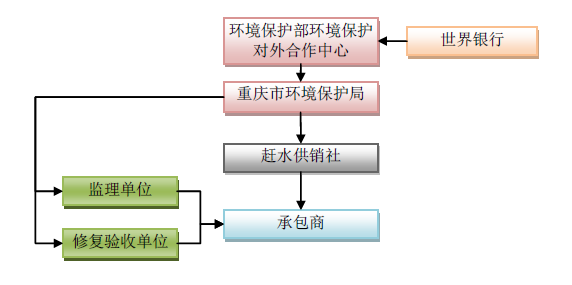 环境保护部环境保护
对外合作中心
世界银行
重庆市环境保护局
赶水供销社
监理单位
承包商
修复验收单位